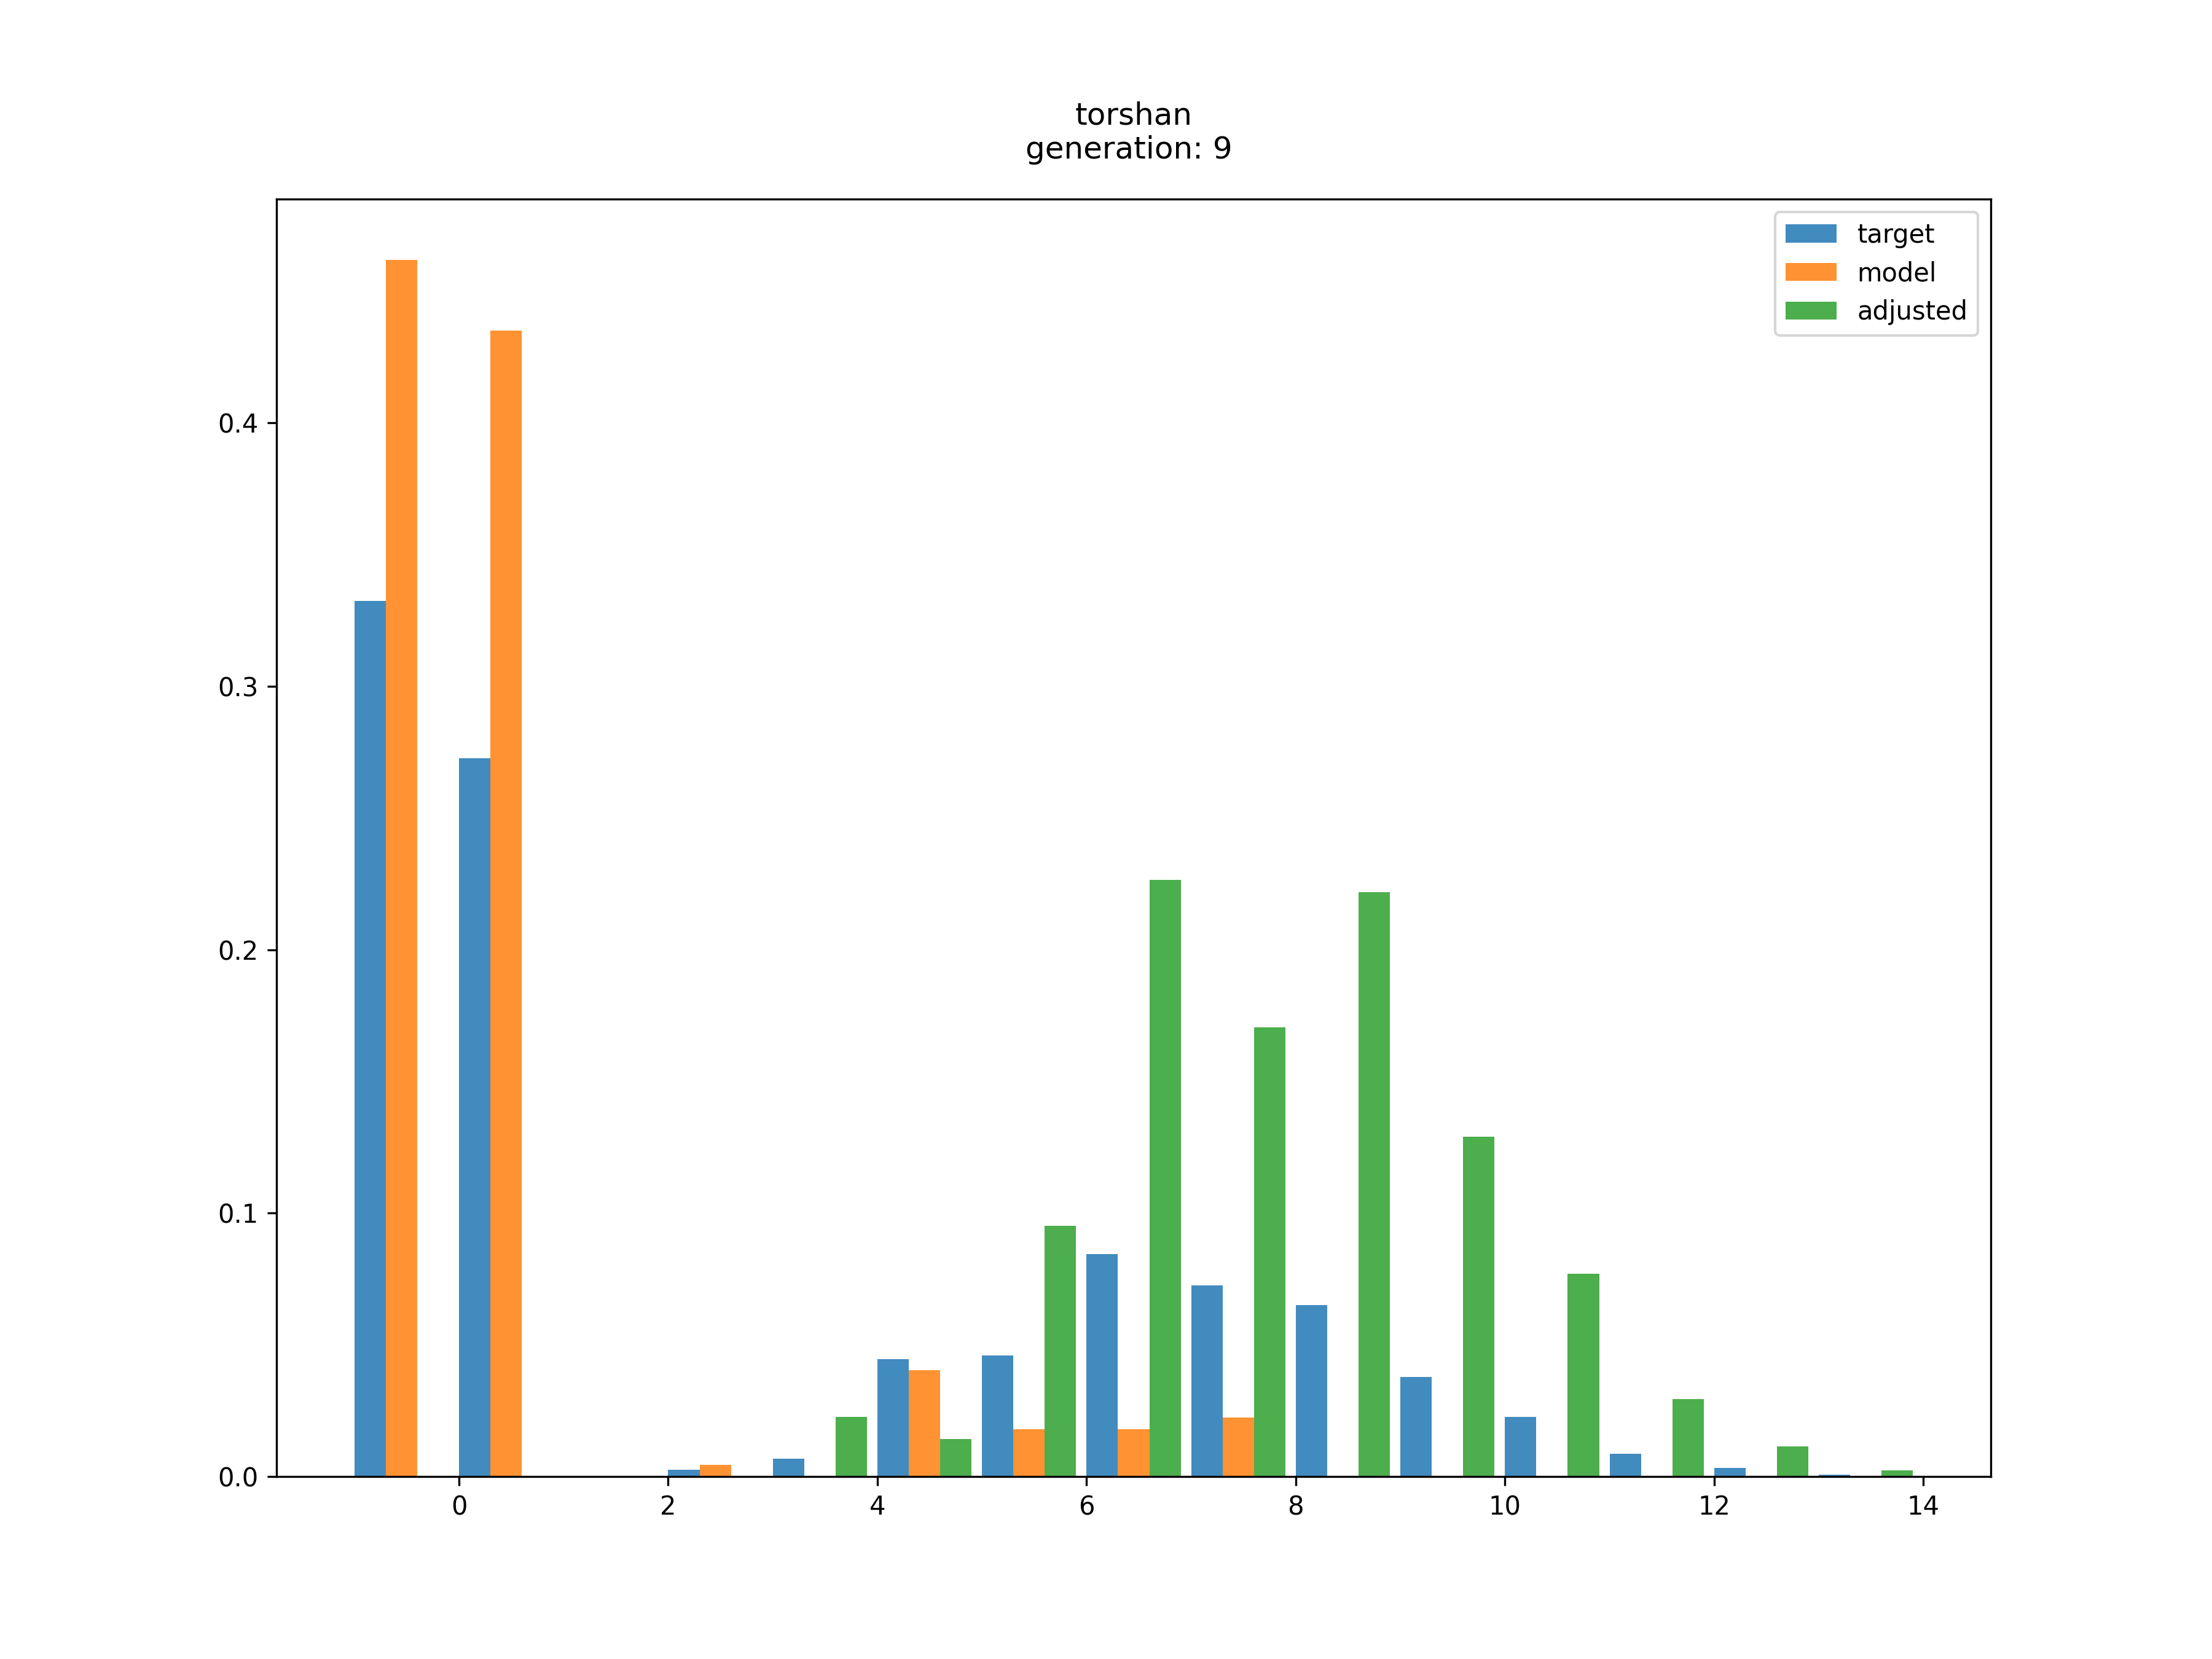 torshan
generation: 9
target
model
adjusted
0.4
0.3
0.2
0.1
0.0
0 2 4 6 8 10 12 14